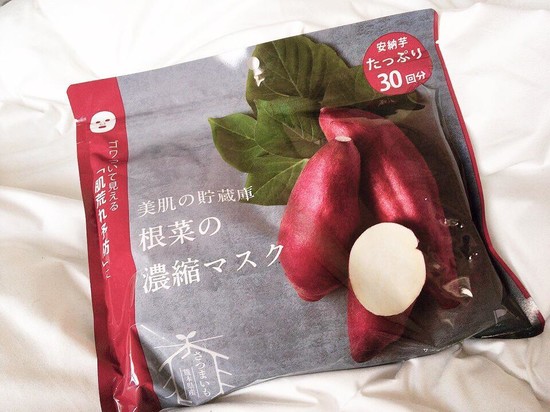 安納芋
たっぷり
30回分
ゴワついて見える
「肌荒れ予防」に
美肌の貯蔵庫
根菜の
濃縮マスク
さつまいも